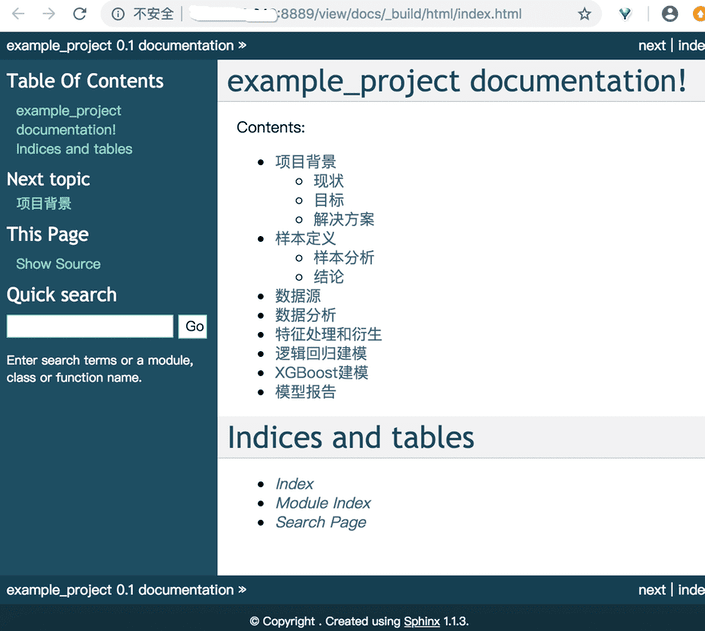 不安全
:8889/view/docs/_build/html/index.html
example_project 0.1 documentation »
next | inde
Table Of Contents
example_project
documentation!
Indices and tables
Next topic
项目背景
This Page
Show Source
Quick search
Go
Enter search terms or a module,
class or function name.
example_project documentation!
Contents:
项目背景
现状
目标
解决方案
样本定义
样本分析
结论
数据源
数据分析
特征处理和衍生
逻辑回归建模
XGBoost建模
模型报告
Indices and tables
Index
Module Index
Search Page
example_project 0.1 documentation »
next | inde
© Copyright . Created using Sphinx 1.1.3.